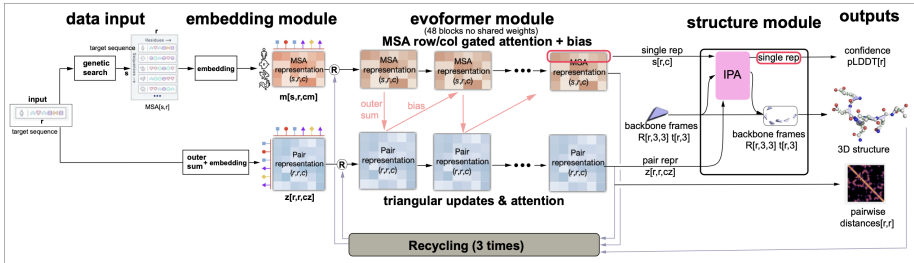 data input
embedding module
evoformer module
(48 blocks no shared weights)
MSA row/col gated attention + bias
structure module
outputs
r
Residues
target sequence
s
genetic
search
embedding
MSA[s,r]
MSA
representation
(s,r,c)
m[s,r,cm]
R
MSA
representation
(s,r,c)
MSA
representation
(s,r,c)
MSA
representation
(s,r,c)
single rep
s[r,c]
IPA
single rep
confidence
pLDDT[r]
input
r
target sequence
outer
sum
bias
backbone frames
R[r,3,3] t[r,3]
backbone frames
R[r,3,3] t[r,3]
3D structure
outer
sum
+
embedding
Pair
representation
(r,r,c)
z[r,r,cz]
R
Pair
representation
(r,r,c)
Pair
representation
(r,r,c)
Pair
representation
(r,r,c)
pair repr
z[r,r,cz]
triangular updates & attention
pairwise
distances[r,r]
Recycling (3 times)